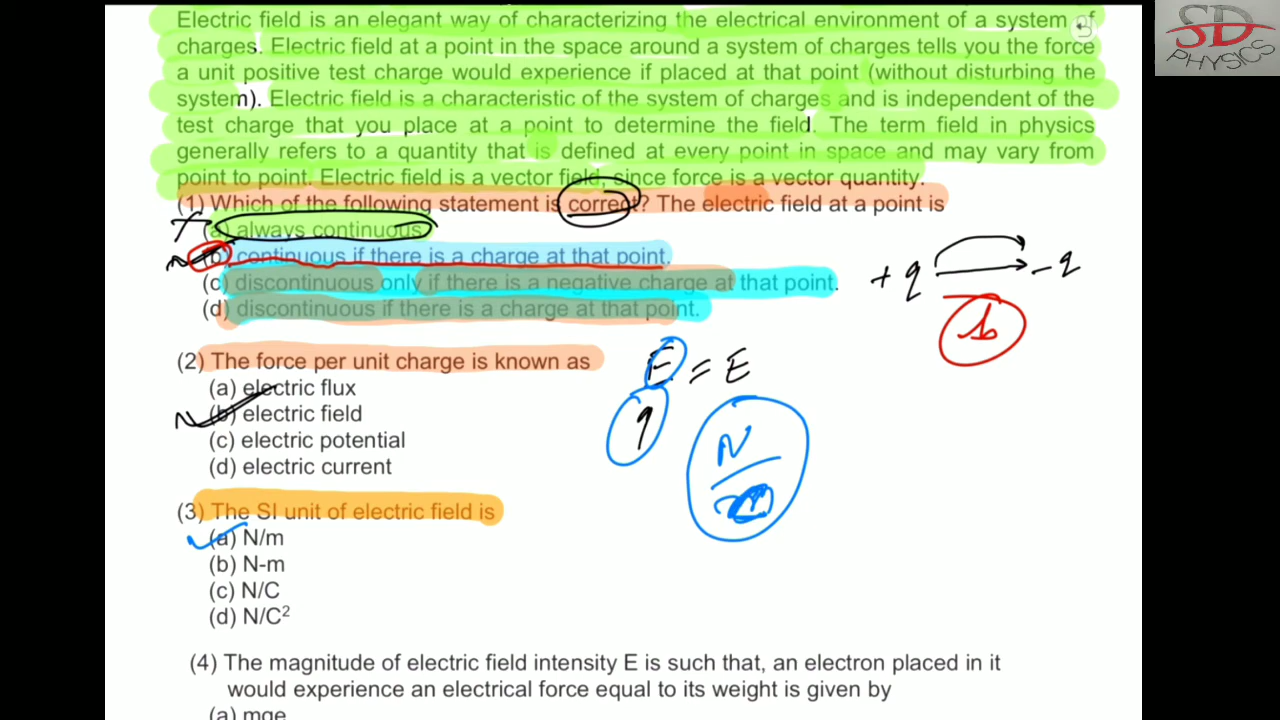 Electric field is an elegant way of characterizing the electrical environment of a system of
charges. Electric field at a point in the space around a system of charges tells you the force
a unit positive test charge would experience if placed at that point (without disturbing the
system). Electric field is a characteristic of the system of charges and is independent of the
test charge that you place at a point to determine the field. The term field in physics
generally refers to a quantity that is defined at every point in space and may vary from
point to point. Electric field is a vector field, since force is a vector quantity.
(1) Which of the following statement is correct? The electric field at a point is
(a) always continuous.
(b) continuous if there is a charge at that point.
(c) discontinuous only if there is a negative charge at that point.
(d) discontinuous if there is a charge at that point.
+q -q
b
(2) The force per unit charge is known as
(a) electric flux
(b) electric field
(c) electric potential
(d) electric current
F/q = E
N
(3) The SI unit of electric field is
(a) N/m
(b) N-m
(c) N/C
(d) N/C²
(4) The magnitude of electric field intensity E is such that, an electron placed in it
would experience an electrical force equal to its weight is given by
(a) mge
SD
PHYSICS